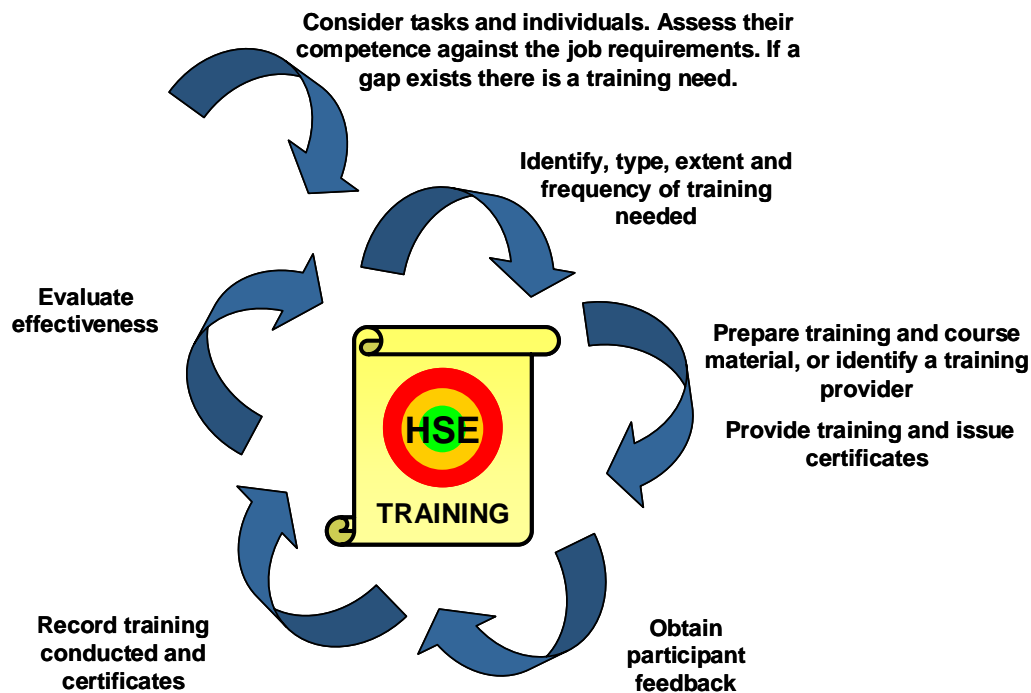 Consider tasks and individuals. Assess their
competence against the job requirements. If a
gap exists there is a training need.
Identify, type, extent and
frequency of training
needed
Prepare training and course
material, or identify a training
provider
Provide training and issue
certificates
Obtain
participant
feedback
Record training
conducted and
certificates
Evaluate
effectiveness
HSE
TRAINING